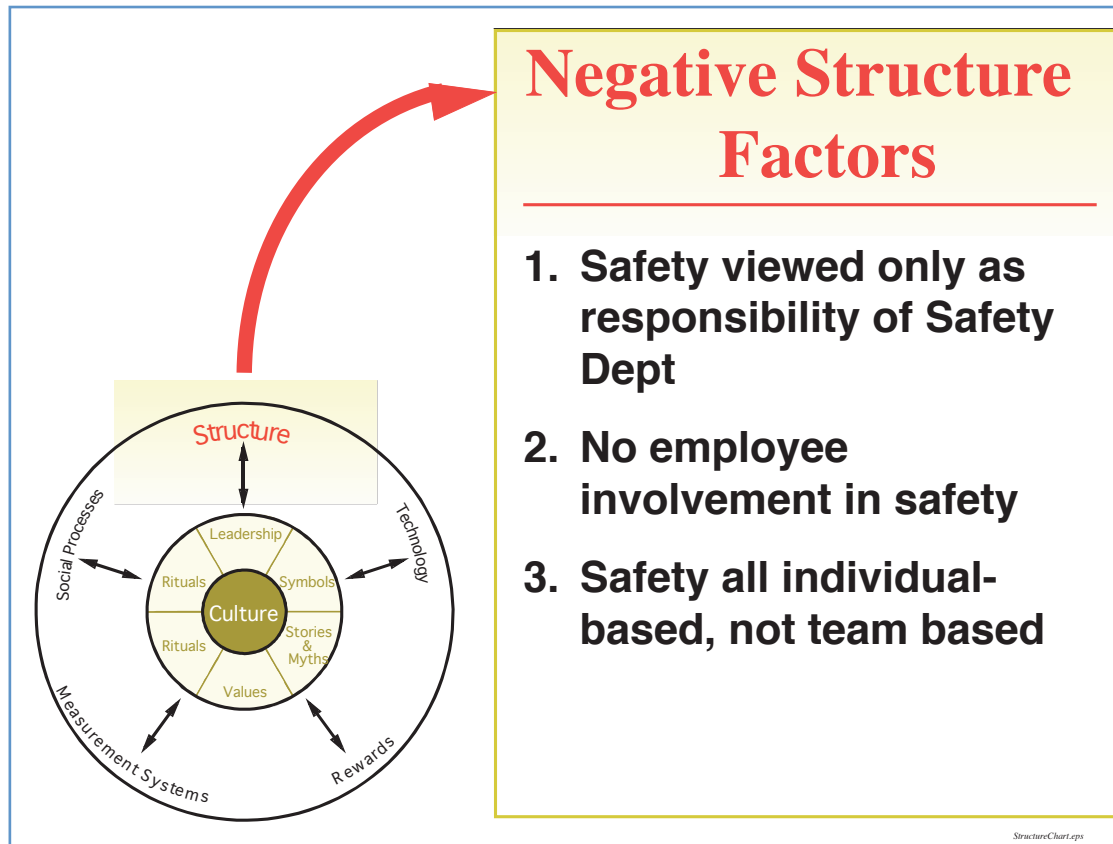 Negative Structure
Factors
1. Safety viewed only as
responsibility of Safety
Dept
2. No employee
involvement in safety
3. Safety all individual-
based, not team based
Structure
Social Processes
Technology
Leadership
Rituals
Symbols
Culture
Rituals
Stories
&
Myths
Values
Measurement Systems
Rewards
StructureChart.eps